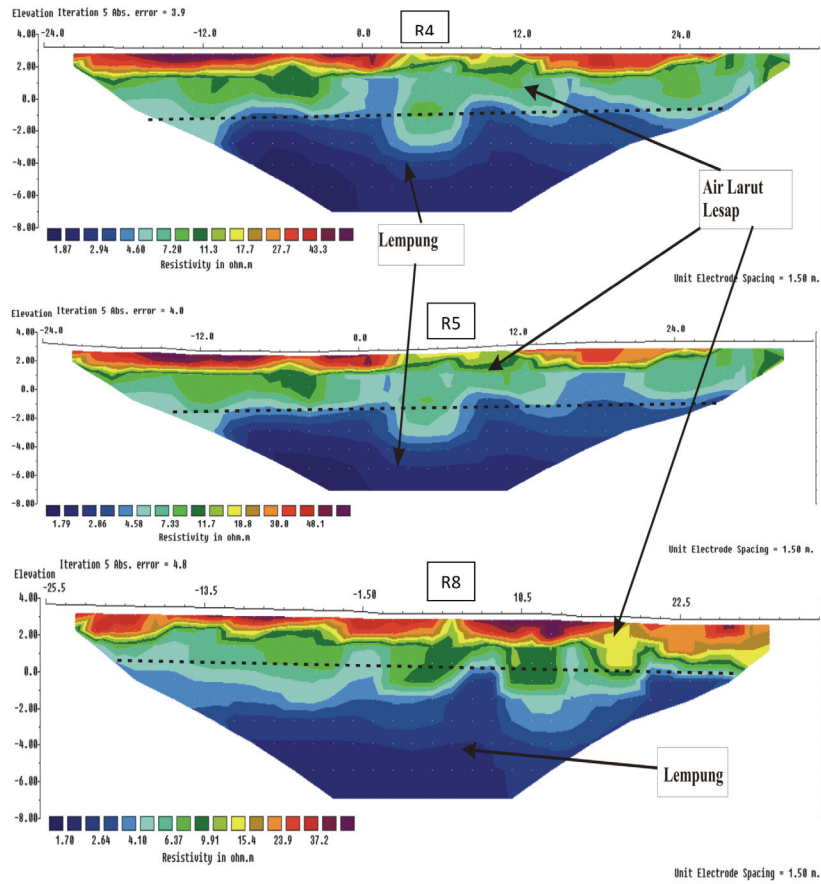 Elevation Iteration 5 Abs. error = 3.9
R4
-12.0 0.0 12.0 24.0
4.00
2.00
0.0
-2.00
-4.00
-6.00
-8.00
Air Larut
Lesap
Lempung
1.87 2.94 4.60 7.20 11.3 17.7 27.7 43.3
Resistivity in ohm.m
Unit Electrode Spacing = 1.50 m.
Elevation Iteration 5 Abs. error = 4.0
R5
-24.0 -12.0 0.0 12.0 24.0
4.00
2.00
0.0
-2.00
-4.00
-6.00
-8.00
1.79 2.86 4.58 7.33 11.7 18.8 30.0 48.1
Resistivity in ohm.m
Unit Electrode Spacing = 1.50 m.
Iteration 5 Abs. error = 4.8
Elevation
R8
-25.5 -13.5 -1.50 10.5 22.5
4.00
2.00
0.0
-2.00
-4.00
-6.00
-8.00
Lempung
1.70 2.64 4.10 6.37 9.91 15.4 23.9 37.2
Resistivity in ohm.m
Unit Electrode Spacing = 1.50 m.